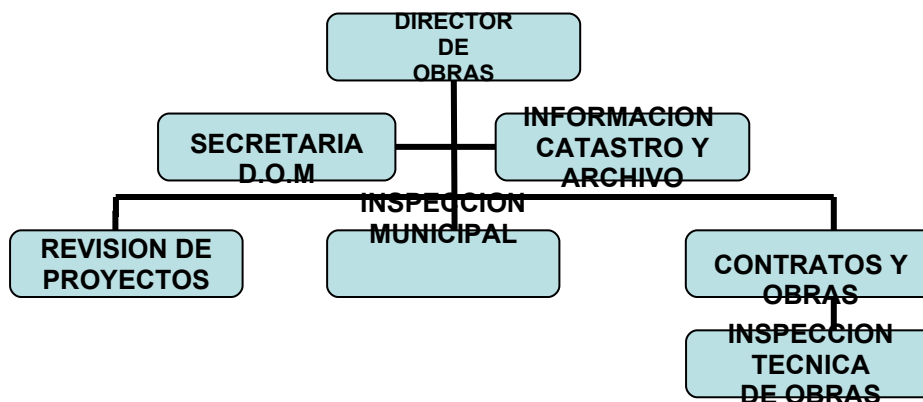 DIRECTOR
DE
OBRAS
SECRETARIA
D.O.M
INFORMACION
CATASTRO Y
ARCHIVO
INSPECCION
MUNICIPAL
REVISION DE
PROYECTOS
CONTRATOS Y
OBRAS
INSPECCION
TECNICA
DE OBRAS